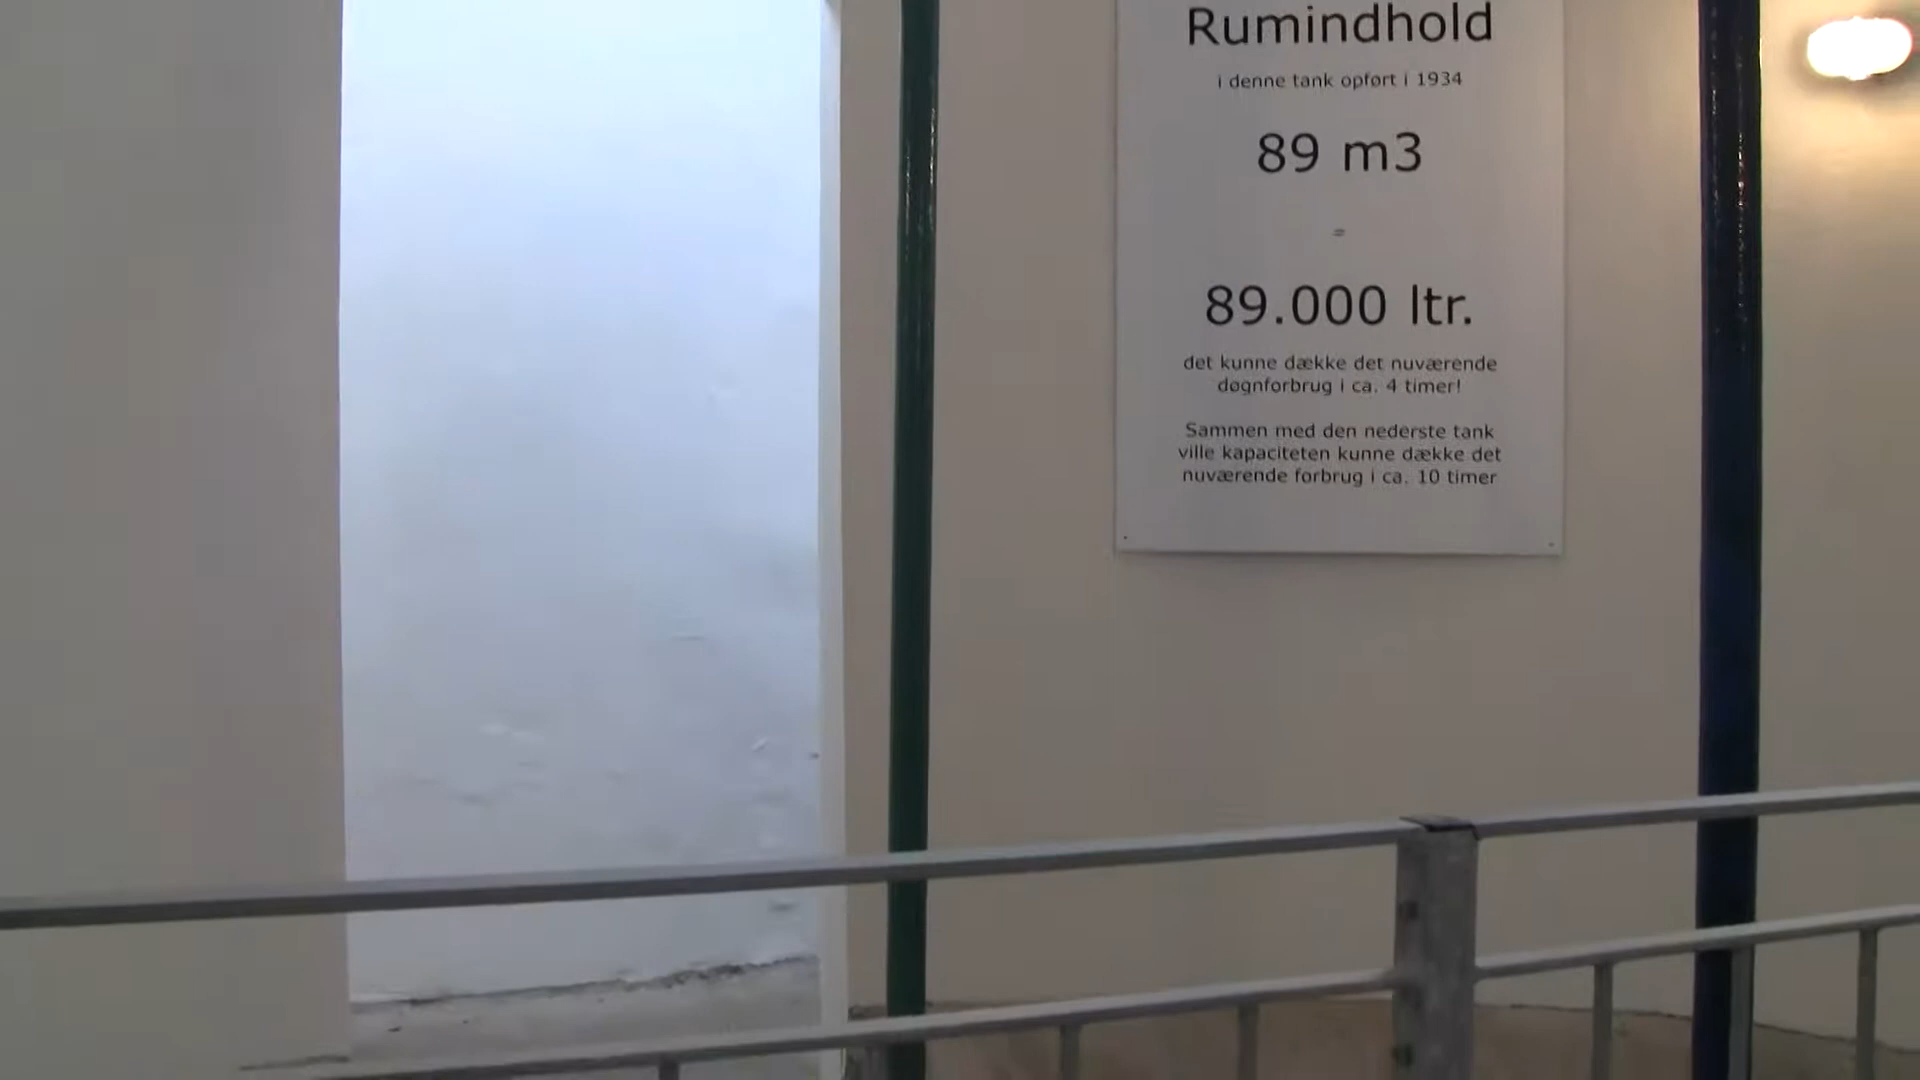 Rumindhold
i denne tank opført i 1934
89 m3
=
89.000 ltr.
det kunne dække det nuværende
døgnforbrug i ca. 4 timer!
Sammen med den nederste tank
ville kapaciteten kunne dække det
nuværende forbrug i ca. 10 timer